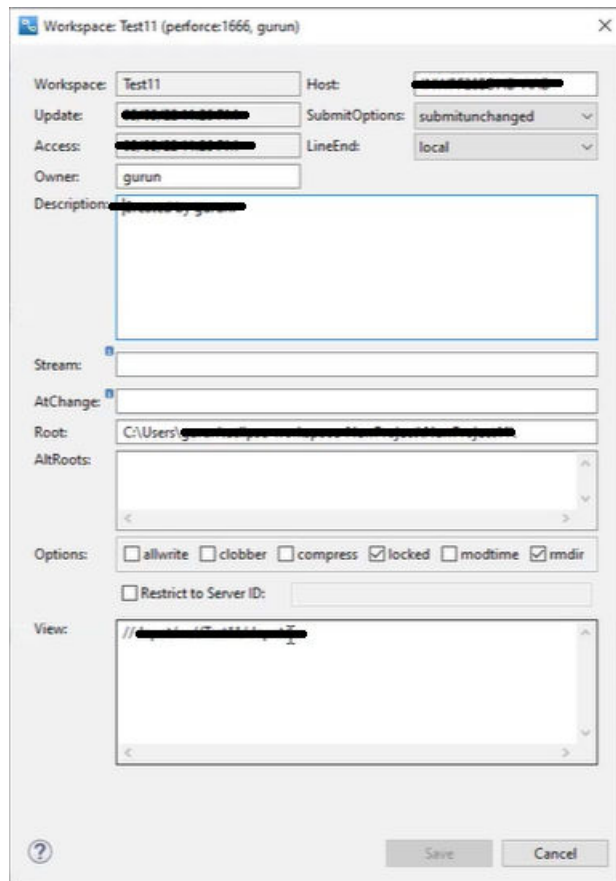 Workspace: Test11 (perforce:1666, gurun)
Workspace: Test11 Host:
Update: SubmitOptions: submitunchanged
Access: LineEnd: local
Owner: gurun
Description:
Stream:
AtChange:
Root: C:\Users\
AltRoots:
Options: allwrite clobber compress locked modtime rmdir
Restrict to Server ID:
View: //
Save Cancel